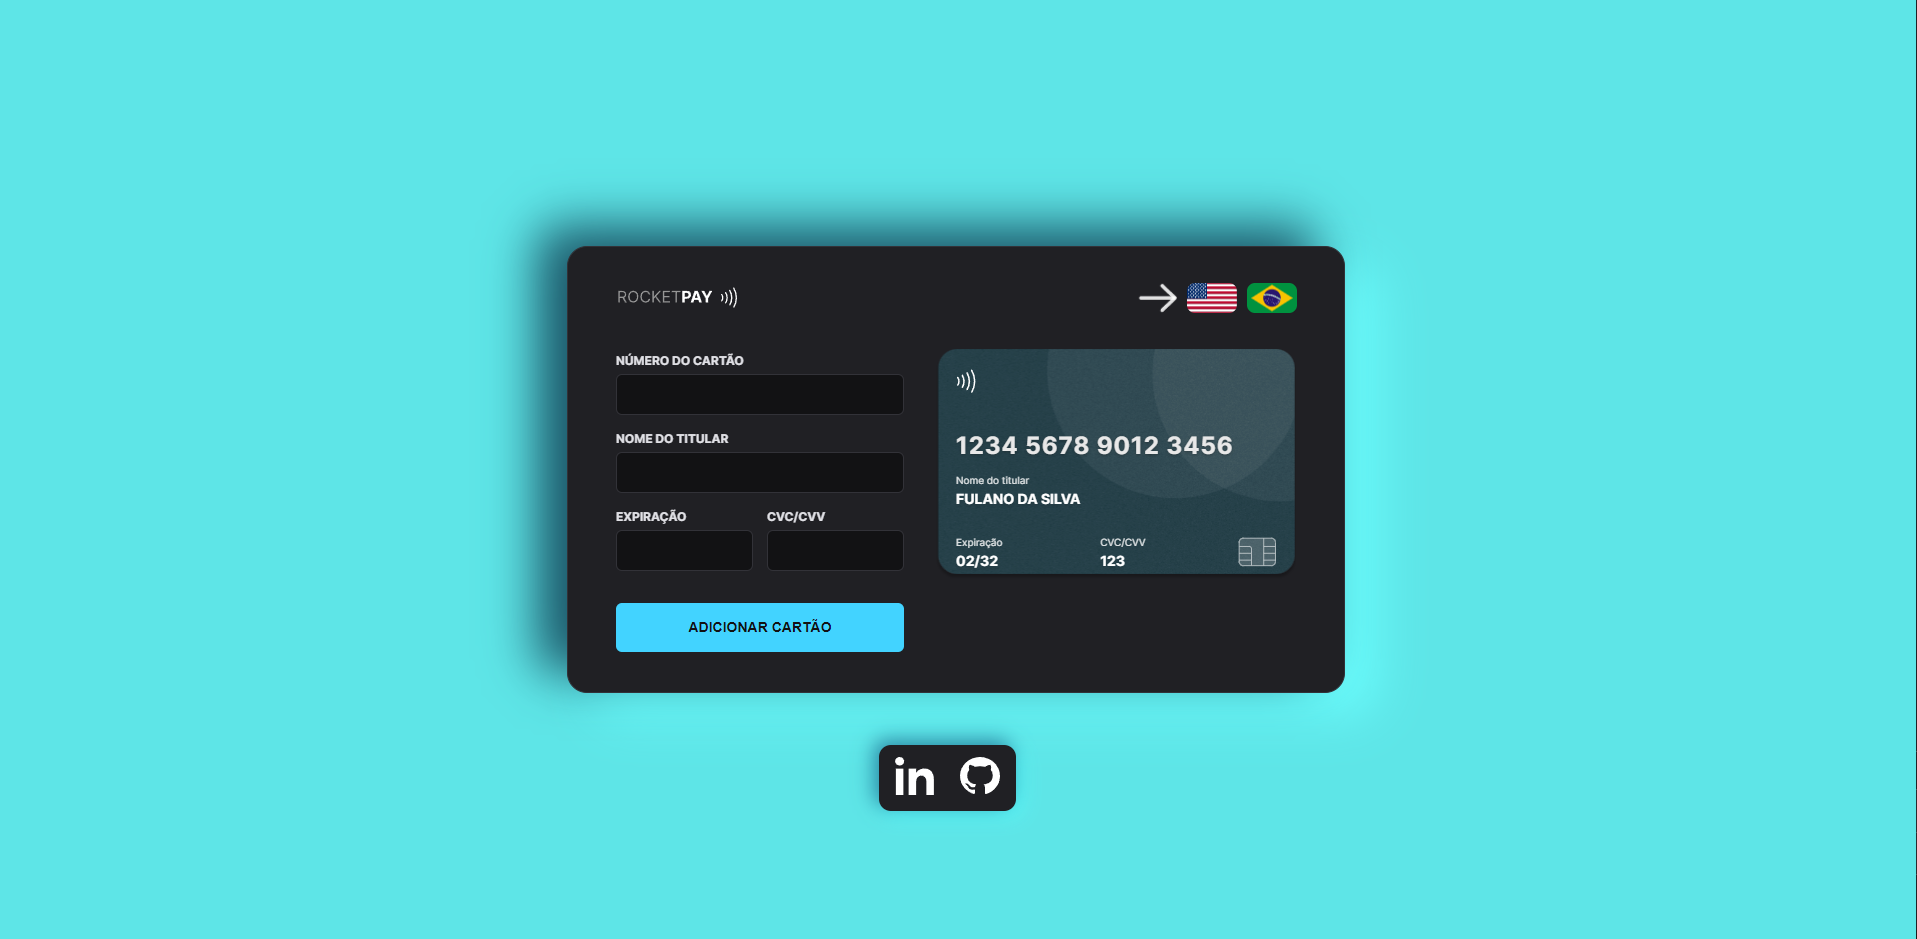 ROCKETPAY
NÚMERO DO CARTÃO
NOME DO TITULAR
EXPIRAÇÃO CVC/CVV
ADICIONAR CARTÃO
1234 5678 9012 3456
Nome do titular
FULANO DA SILVA
Expiração CVC/CVV
02/32 123
in